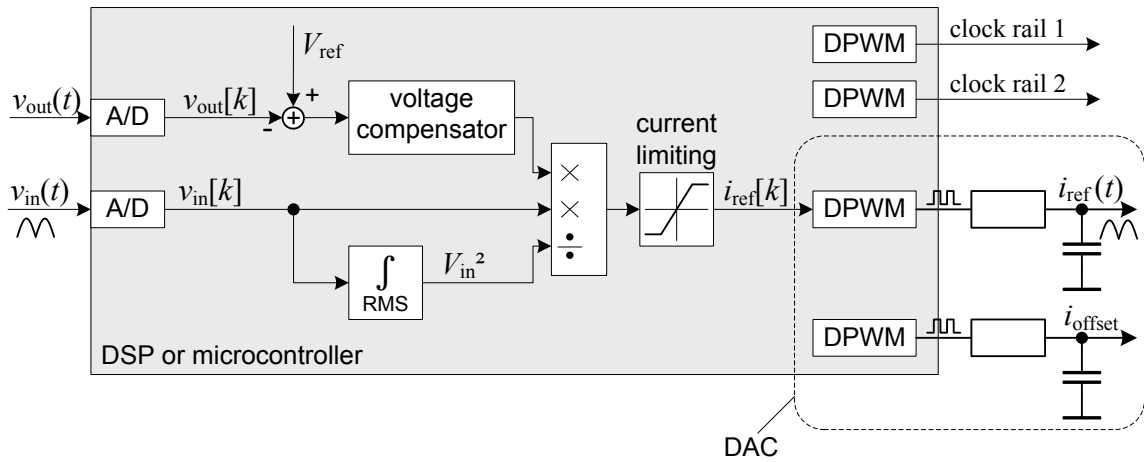 V_ref
+
-
+
v_out(t)
A/D
v_out[k]
voltage
compensator
DPWM
clock rail 1
DPWM
clock rail 2
v_in(t)
A/D
v_in[k]
×
×
÷
current
limiting
i_ref[k]
DPWM
i_ref(t)
∫
RMS
V_in²
DPWM
i_offset
DSP or microcontroller
DAC